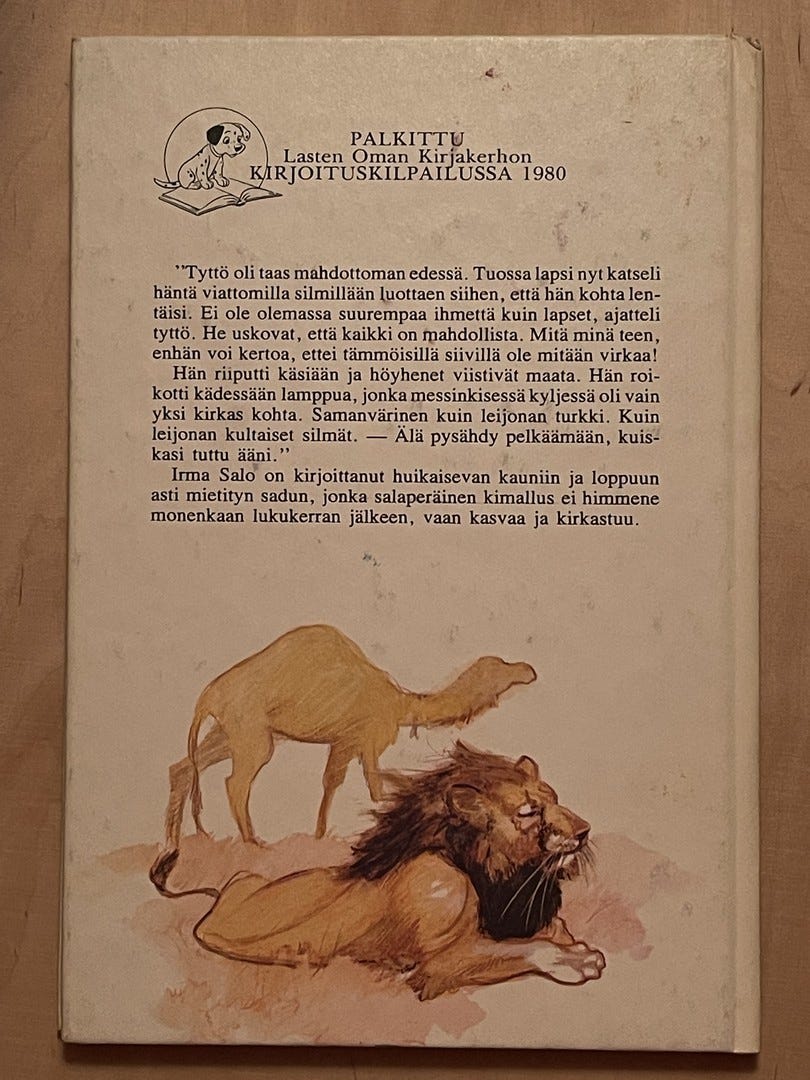 PALKITTU
Lasten Oman Kirjakerhon
KIRJOITUSKILPAILUSSA 1980
"Tyttö oli taas mahdottoman edessä. Tuossa lapsi nyt katseli
häntä viattomilla silmillään luottaen siihen, että hän kohta len-
täisi. Ei ole olemassa suurempaa ihmettä kuin lapset, ajatteli
tyttö. He uskovat, että kaikki on mahdollista. Mitä minä teen,
enhän voi kertoa, ettei tämmöisillä siivillä ole mitään virkaa!
Hän riiputti käsiään ja höyhenet viistivät maata. Hän roi-
kotti kädessään lamppua, jonka messinkisessä kyljessä oli vain
yksi kirkas kohta. Samanvärinen kuin leijonan turkki. Kuin
leijonan kultaiset silmät. — Älä pysähdy pelkäämään, kuis-
kasi tuttu ääni."
Irma Salo on kirjoittanut huikaisevan kauniin ja loppuun
asti mietityn sadun, jonka salaperäinen kimallus ei himmene
monenkaan lukukerran jälkeen, vaan kasvaa ja kirkastuu.